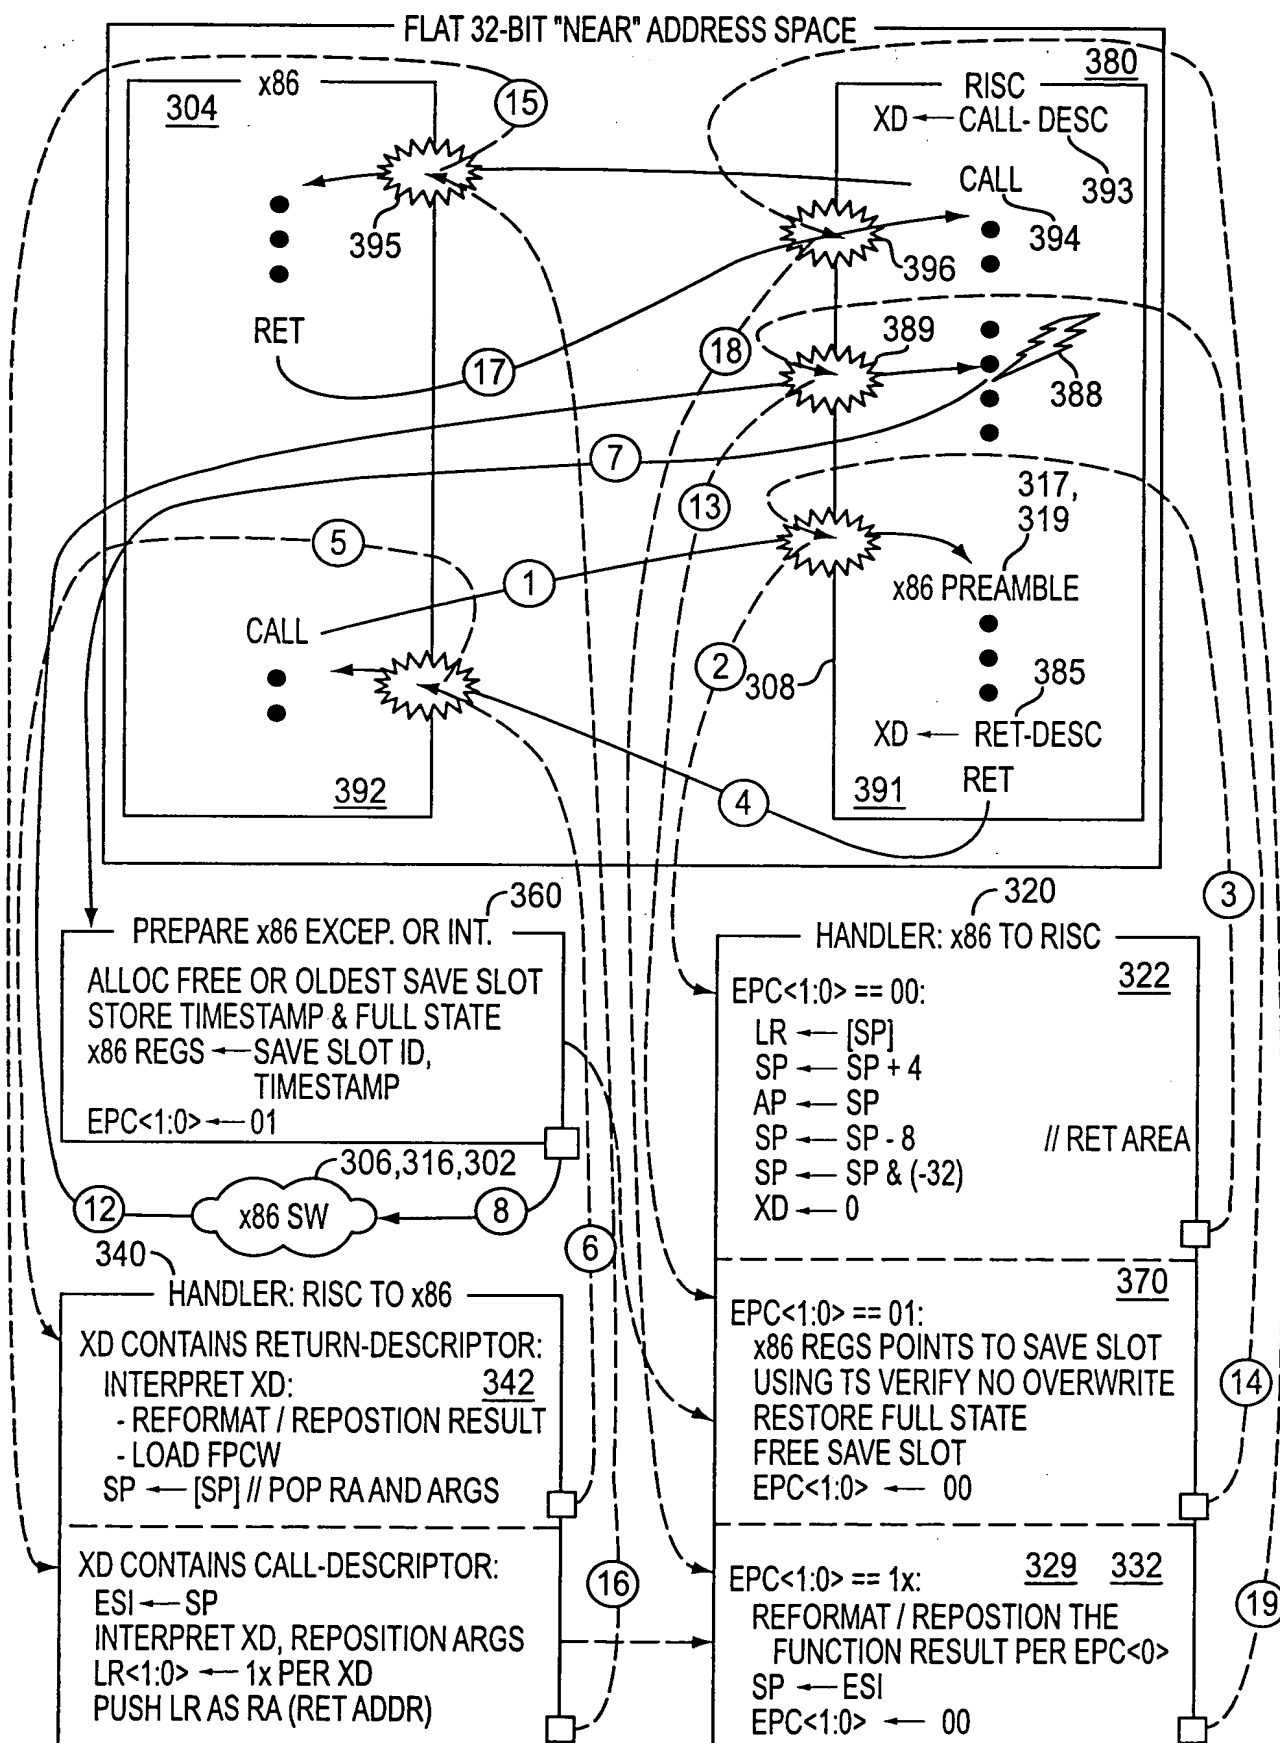 FLAT 32-BIT "NEAR" ADDRESS SPACE
x86
304
15
395
RET
17
CALL
392
RISC
380
XD ← CALL- DESC
393
CALL
394
396
18
389
388
7
13
5
1
317,
319
x86 PREAMBLE
2
308
385
XD ← RET-DESC
RET
391
4
3
360
PREPARE x86 EXCEP. OR INT.
ALLOC FREE OR OLDEST SAVE SLOT
STORE TIMESTAMP & FULL STATE
x86 REGS ← SAVE SLOT ID,
TIMESTAMP
EPC<1:0> ← 01
306,316,302
12
x86 SW
8
6
340
HANDLER: RISC TO x86
XD CONTAINS RETURN-DESCRIPTOR:
INTERPRET XD:
342
- REFORMAT / REPOSTION RESULT
- LOAD FPCW
SP ← [SP] // POP RA AND ARGS
XD CONTAINS CALL-DESCRIPTOR:
ESI ← SP
INTERPRET XD, REPOSITION ARGS
LR<1:0> ← 1x PER XD
PUSH LR AS RA (RET ADDR)
16
320
HANDLER: x86 TO RISC
322
EPC<1:0> == 00:
LR ← [SP]
SP ← SP + 4
AP ← SP
SP ← SP - 8 // RET AREA
SP ← SP & (-32)
XD ← 0
370
EPC<1:0> == 01:
x86 REGS POINTS TO SAVE SLOT
USING TS VERIFY NO OVERWRITE
RESTORE FULL STATE
FREE SAVE SLOT
EPC<1:0> ← 00
14
EPC<1:0> == 1x:
329 332
REFORMAT / REPOSTION THE
FUNCTION RESULT PER EPC<0>
SP ← ESI
EPC<1:0> ← 00
19